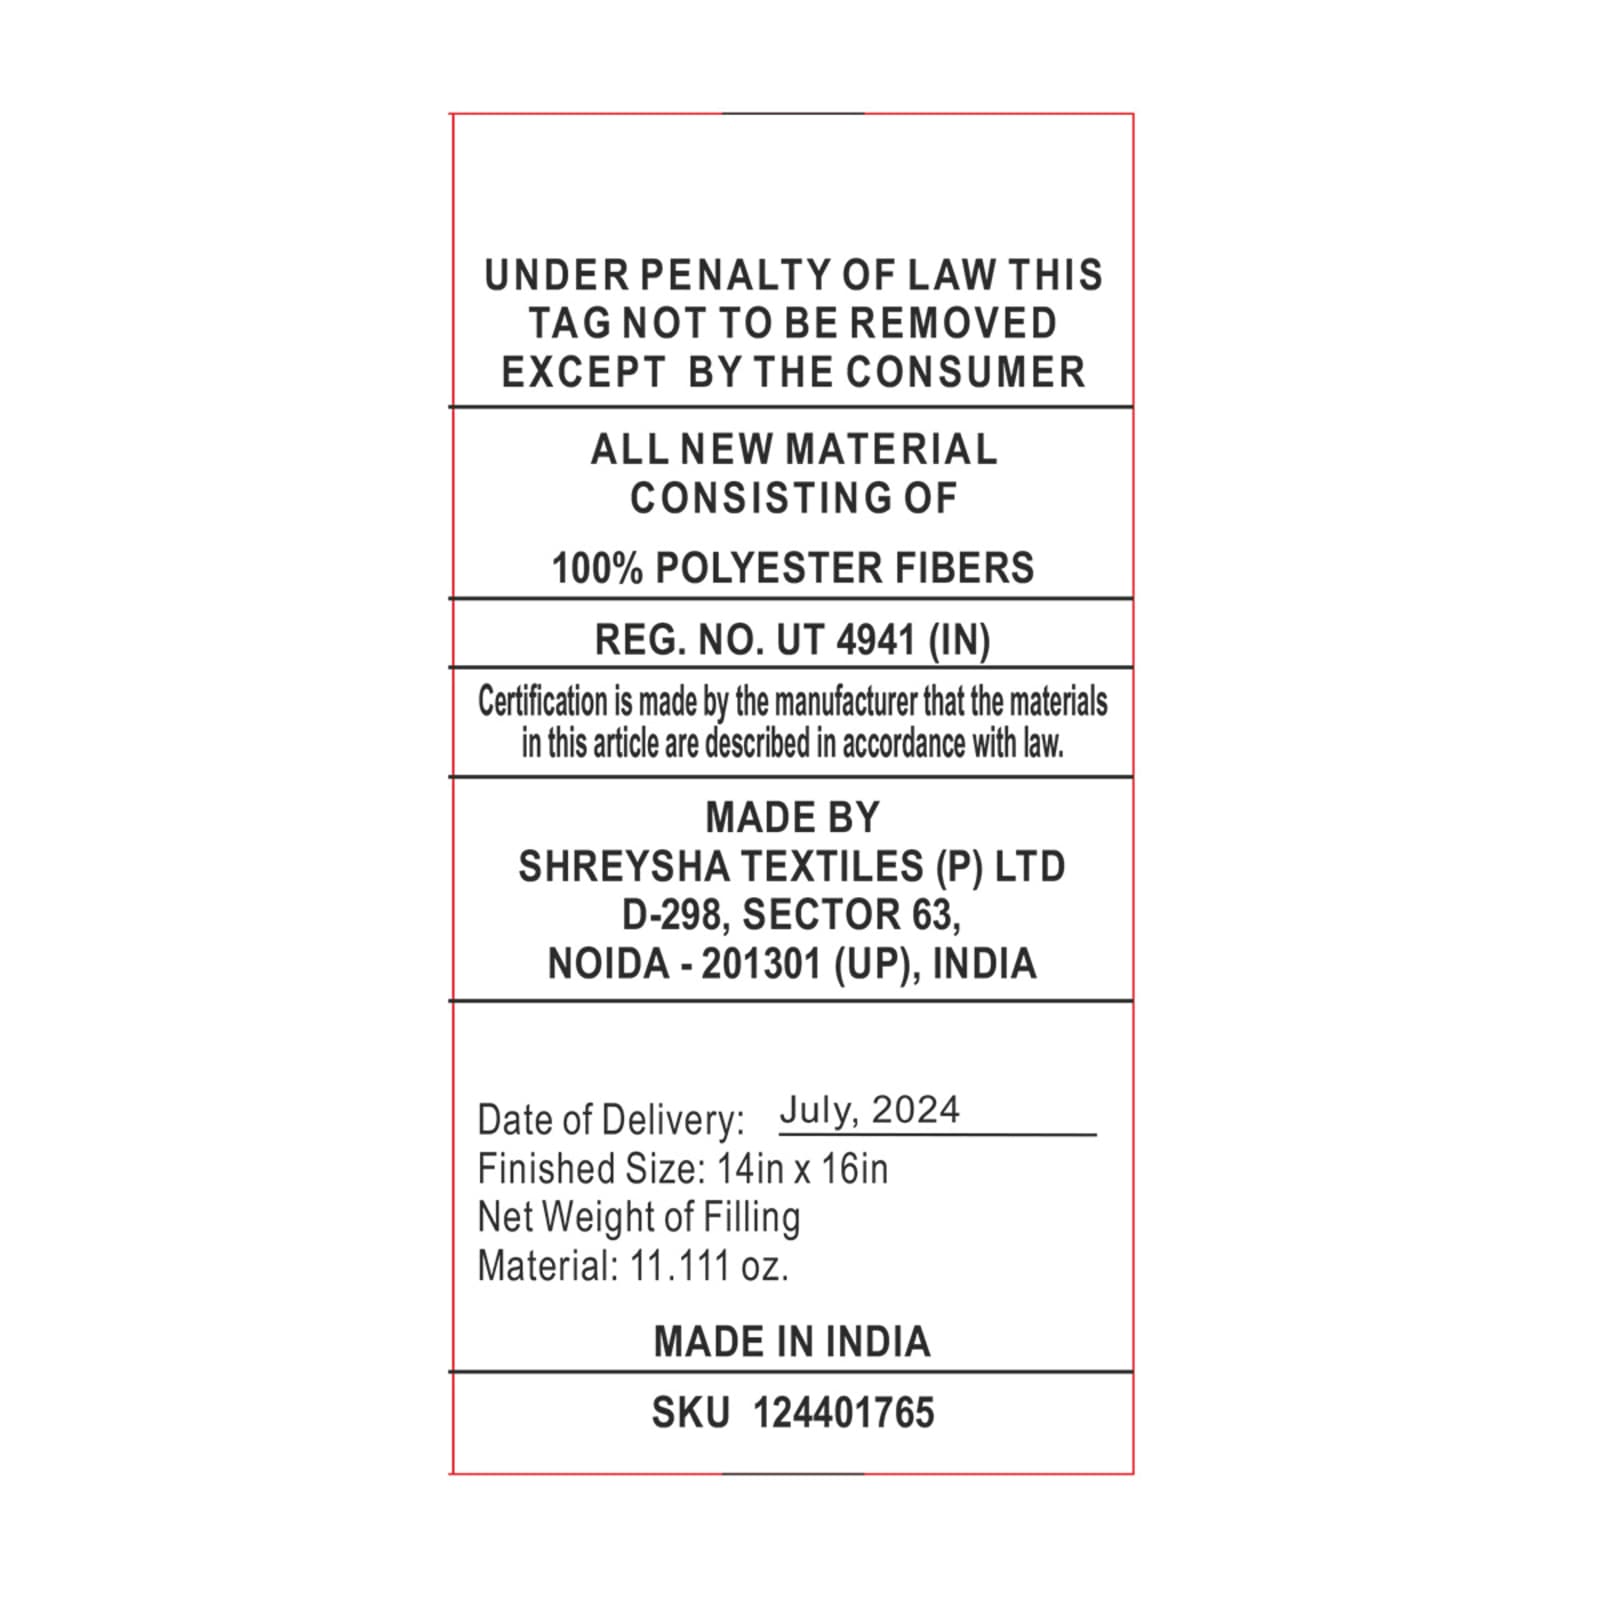 UNDER PENALTY OF LAW THIS
TAG NOT TO BE REMOVED
EXCEPT BY THE CONSUMER
ALL NEW MATERIAL
CONSISTING OF
100% POLYESTER FIBERS
REG. NO. UT 4941 (IN)
Certification is made by the manufacturer that the materials
in this article are described in accordance with law.
MADE BY
SHREYSHA TEXTILES (P) LTD
D-298, SECTOR 63,
NOIDA - 201301 (UP), INDIA
Date of Delivery: July, 2024
Finished Size: 14in x 16in
Net Weight of Filling
Material: 11.111 oz.
MADE IN INDIA
SKU 124401765